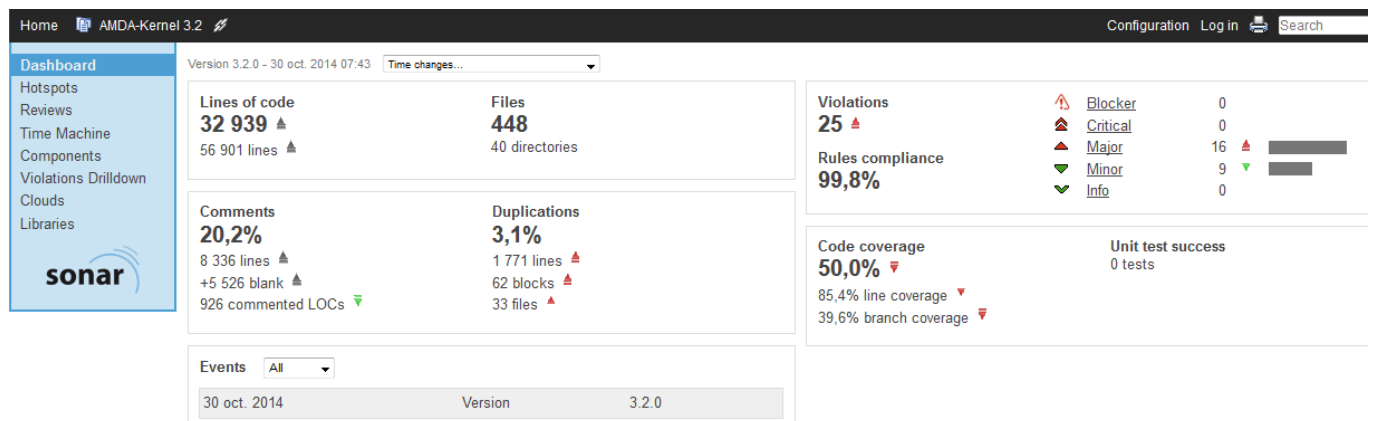 Home AMDA-Kernel 3.2 Configuration Log in Search
Dashboard
Hotspots
Reviews
Time Machine
Components
Violations Drilldown
Clouds
Libraries
sonar
Version 3.2.0 - 30 oct. 2014 07:43 Time changes...
Lines of code
32 939
56 901 lines
Files
448
40 directories
Comments
20,2%
8 336 lines
+5 526 blank
926 commented LOCs
Duplications
3,1%
1 771 lines
62 blocks
33 files
Events All
30 oct. 2014 Version 3.2.0
Violations
25
Rules compliance
99,8%
Blocker 0
Critical 0
Major 16
Minor 9
Info 0
Code coverage
50,0%
85,4% line coverage
39,6% branch coverage
Unit test success
0 tests